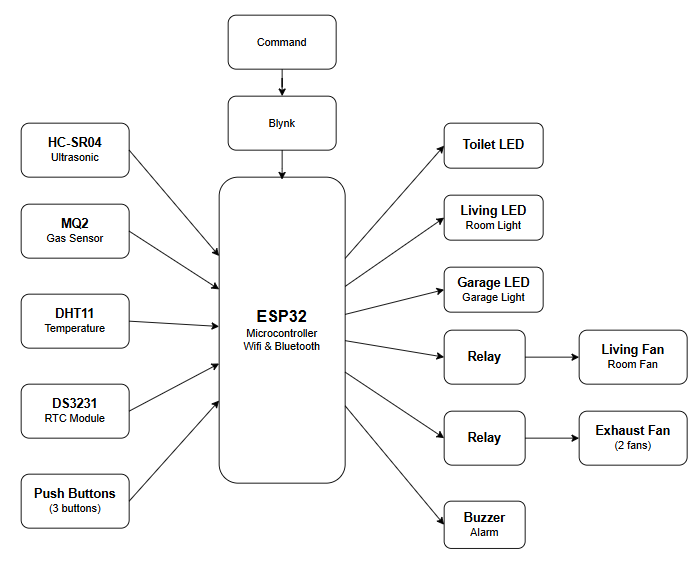 Command
Blynk
HC-SR04
Ultrasonic
MQ2
Gas Sensor
DHT11
Temperature
DS3231
RTC Module
Push Buttons
(3 buttons)
ESP32
Microcontroller
Wifi & Bluetooth
Toilet LED
Living LED
Room Light
Garage LED
Garage Light
Relay
Living Fan
Room Fan
Relay
Exhaust Fan
(2 fans)
Buzzer
Alarm